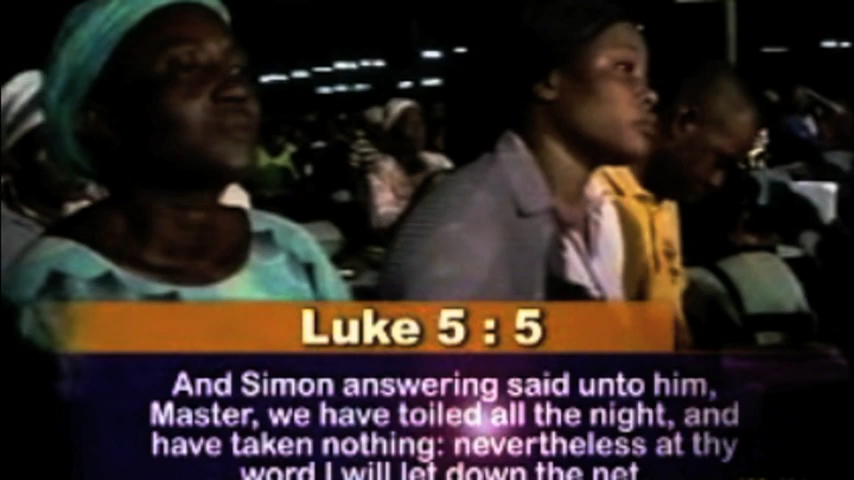 Luke 5 : 5
And Simon answering said unto him,
Master, we have toiled all the night, and
have taken nothing: nevertheless at thy
word I will let down the net